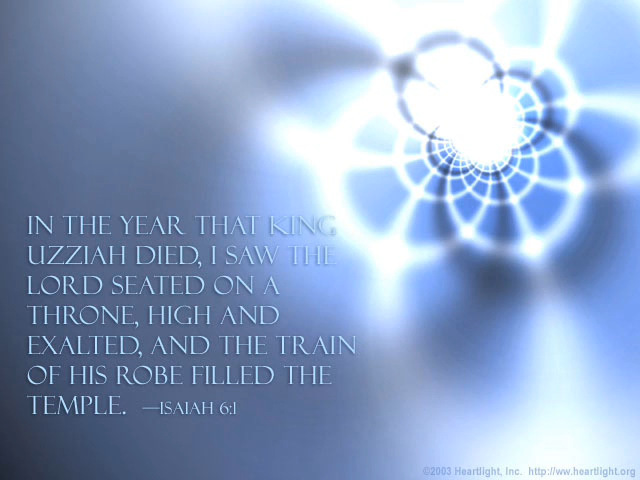 IN THE YEAR THAT KING
UZZIAH DIED, I SAW THE
LORD SEATED ON A
THRONE, HIGH AND
EXALTED, AND THE TRAIN
OF HIS ROBE FILLED THE
TEMPLE. —ISAIAH 6:1
©2003 Heartlight, Inc. http://ww.heartlight.org